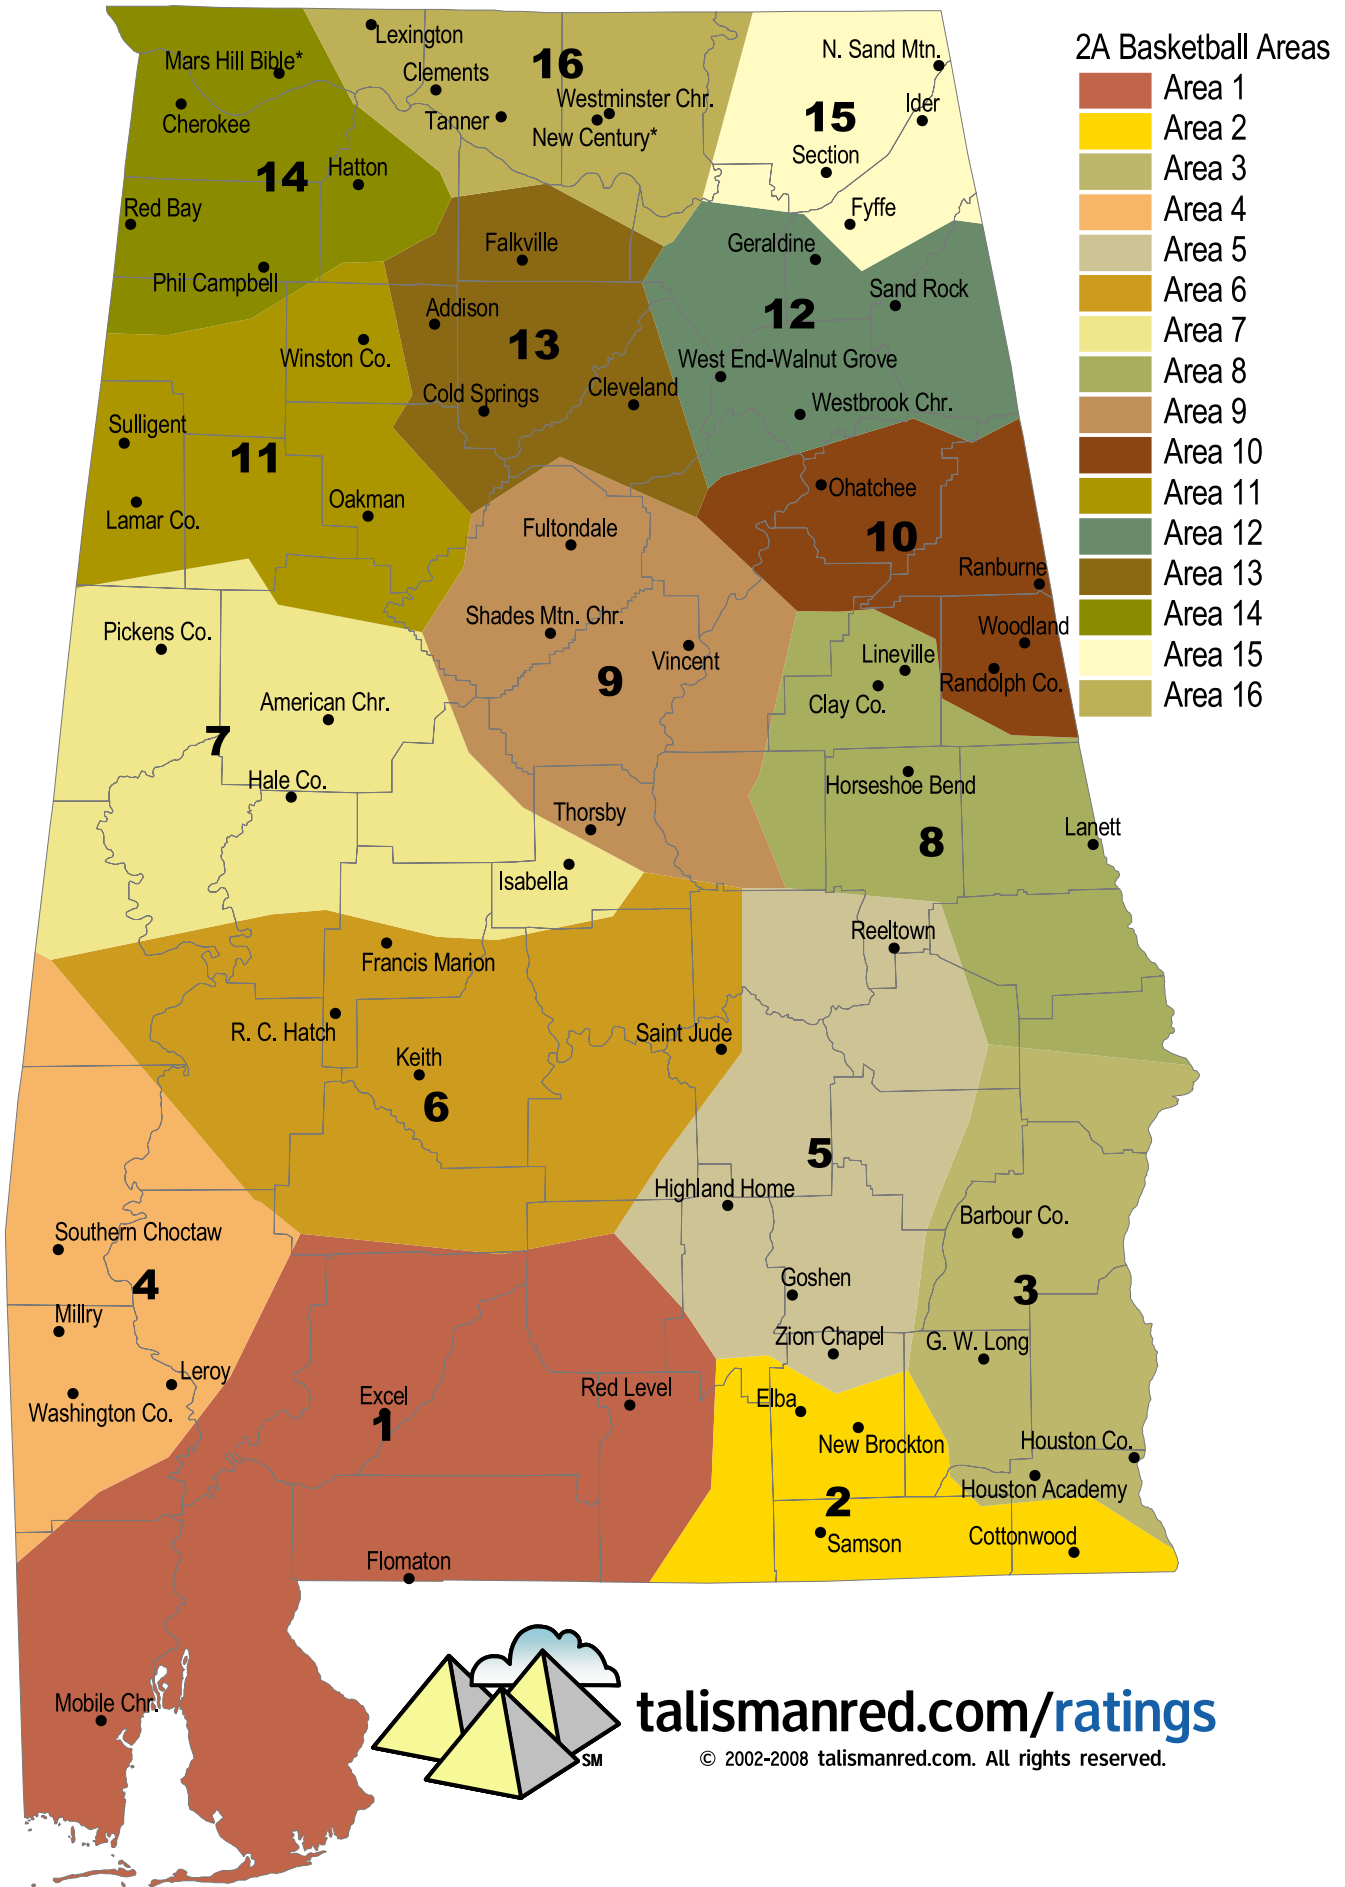 2A Basketball Areas
Area 1
Area 2
Area 3
Area 4
Area 5
Area 6
Area 7
Area 8
Area 9
Area 10
Area 11
Area 12
Area 13
Area 14
Area 15
Area 16
Lexington
16
N. Sand Mtn.
Mars Hill Bible*
Clements
Westminster Chr.
Ider
Cherokee
Tanner
New Century*
15
Section
14
Hatton
Red Bay
Fyffe
Falkville
Geraldine
Phil Campbell
Sand Rock
Addison
12
Winston Co.
13
West End-Walnut Grove
Cold Springs
Cleveland
Westbrook Chr.
Sulligent
11
Oakman
Ohatchee
Lamar Co.
Fultondale
10
Ranburne
Pickens Co.
Shades Mtn. Chr.
Woodland
Vincent
Lineville
9
Randolph Co.
American Chr.
Clay Co.
7
Hale Co.
Horseshoe Bend
Thorsby
8
Lanett
Isabella
Reeltown
Francis Marion
R. C. Hatch
Saint Jude
Keith
6
5
Highland Home
Barbour Co.
Southern Choctaw
4
Goshen
3
Millry
Zion Chapel
G. W. Long
Leroy
Excel
Red Level
Elba
Washington Co.
1
New Brockton
Houston Co.
Houston Academy
2
Samson
Cottonwood
Flomaton
Mobile Chr.
talismanred.com/ratings
SM
© 2002-2008 talismanred.com. All rights reserved.